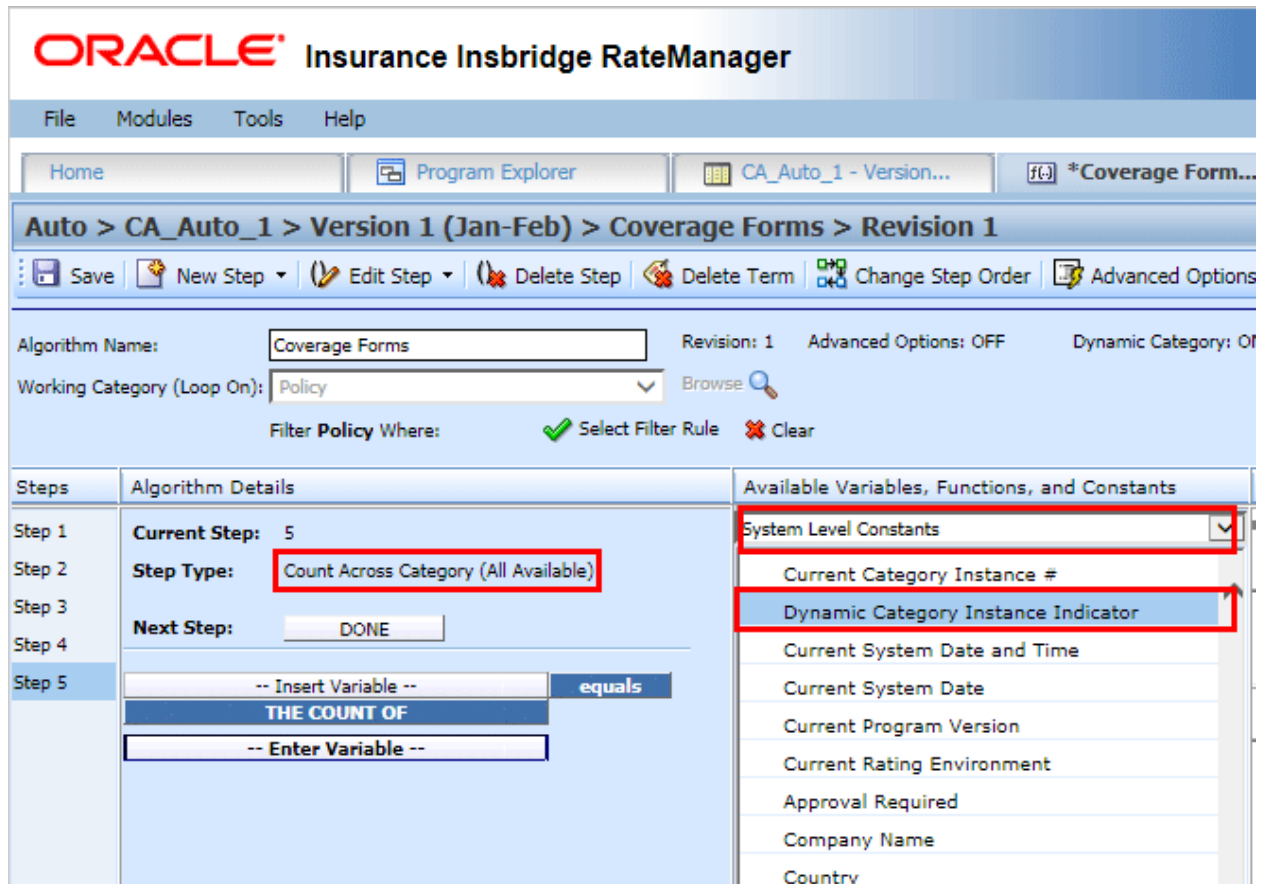 ORACLE Insurance Insbridge RateManager
File Modules Tools Help
Home Program Explorer CA_Auto_1 - Version... f(.) *Coverage Form...
Auto > CA_Auto_1 > Version 1 (Jan-Feb) > Coverage Forms > Revision 1
Save New Step Edit Step Delete Step Delete Term Change Step Order Advanced Options
Algorithm Name: Coverage Forms Revision: 1 Advanced Options: OFF Dynamic Category:
Working Category (Loop On): Policy Browse
Filter Policy Where: Select Filter Rule Clear
Steps Algorithm Details Available Variables, Functions, and Constants
Step 1 Current Step: 5 System Level Constants
Current Category Instance #
Step 2 Step Type: Count Across Category (All Available)
Step 3 Dynamic Category Instance Indicator
Next Step: DONE
Step 4 Current System Date and Time
Step 5 -- Insert Variable -- equals Current System Date
THE COUNT OF
Current Program Version
-- Enter Variable --
Current Rating Environment
Approval Required
Company Name
Country